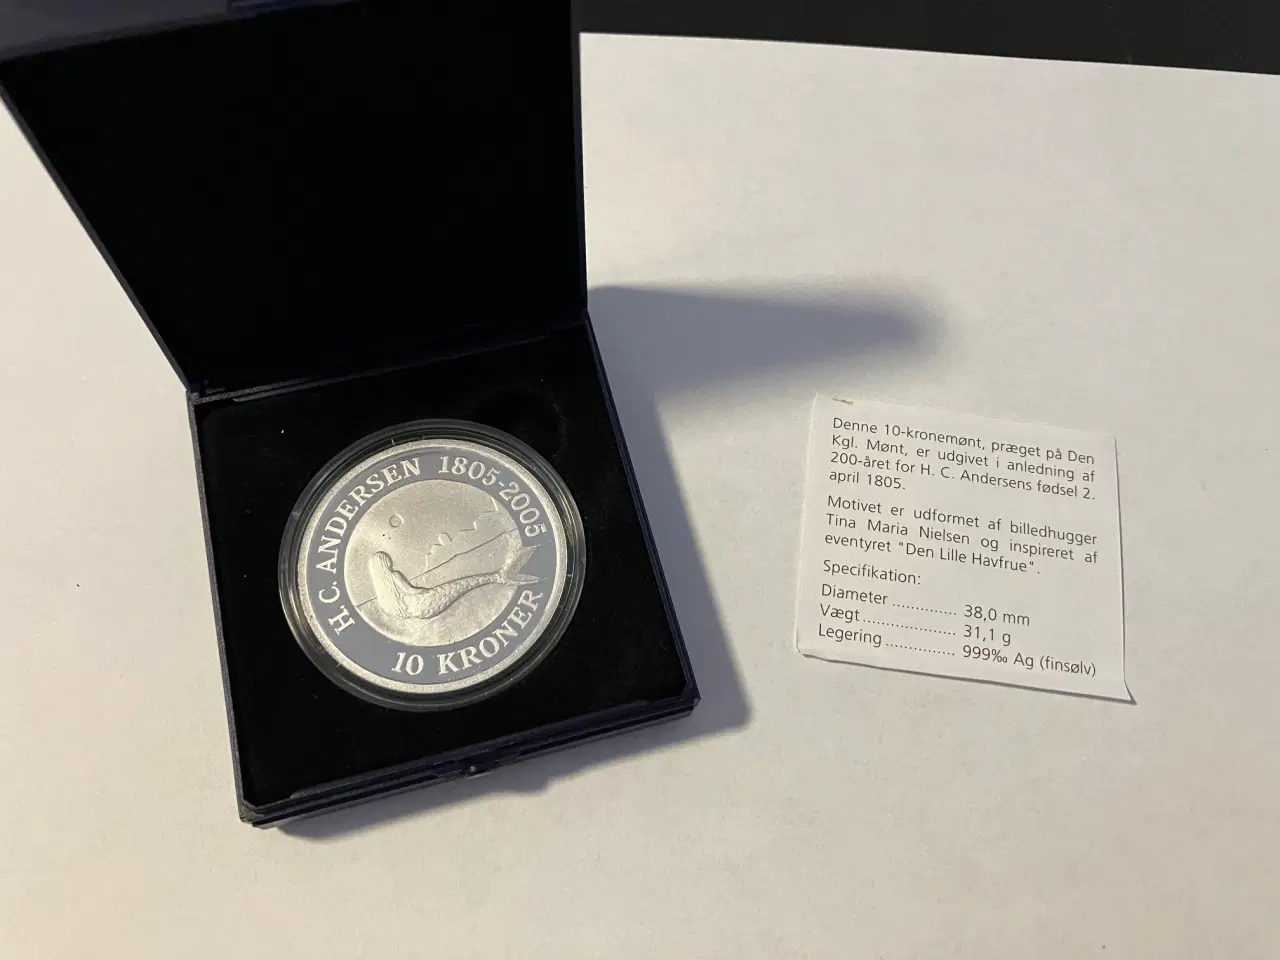 H. C. ANDERSEN 1805-2005
10 KRONER
Denne 10-kronemønt, præget på Den
Kgl. Mønt, er udgivet i anledning af
200-året for H. C. Andersens fødsel 2.
april 1805.
Motivet er udformet af billedhugger
Tina Maria Nielsen og inspireret af
eventyret "Den Lille Havfrue".
Specifikation:
Diameter ............. 38,0 mm
Vægt................... 31,1 g
Legering .............. 999‰ Ag (finsølv)